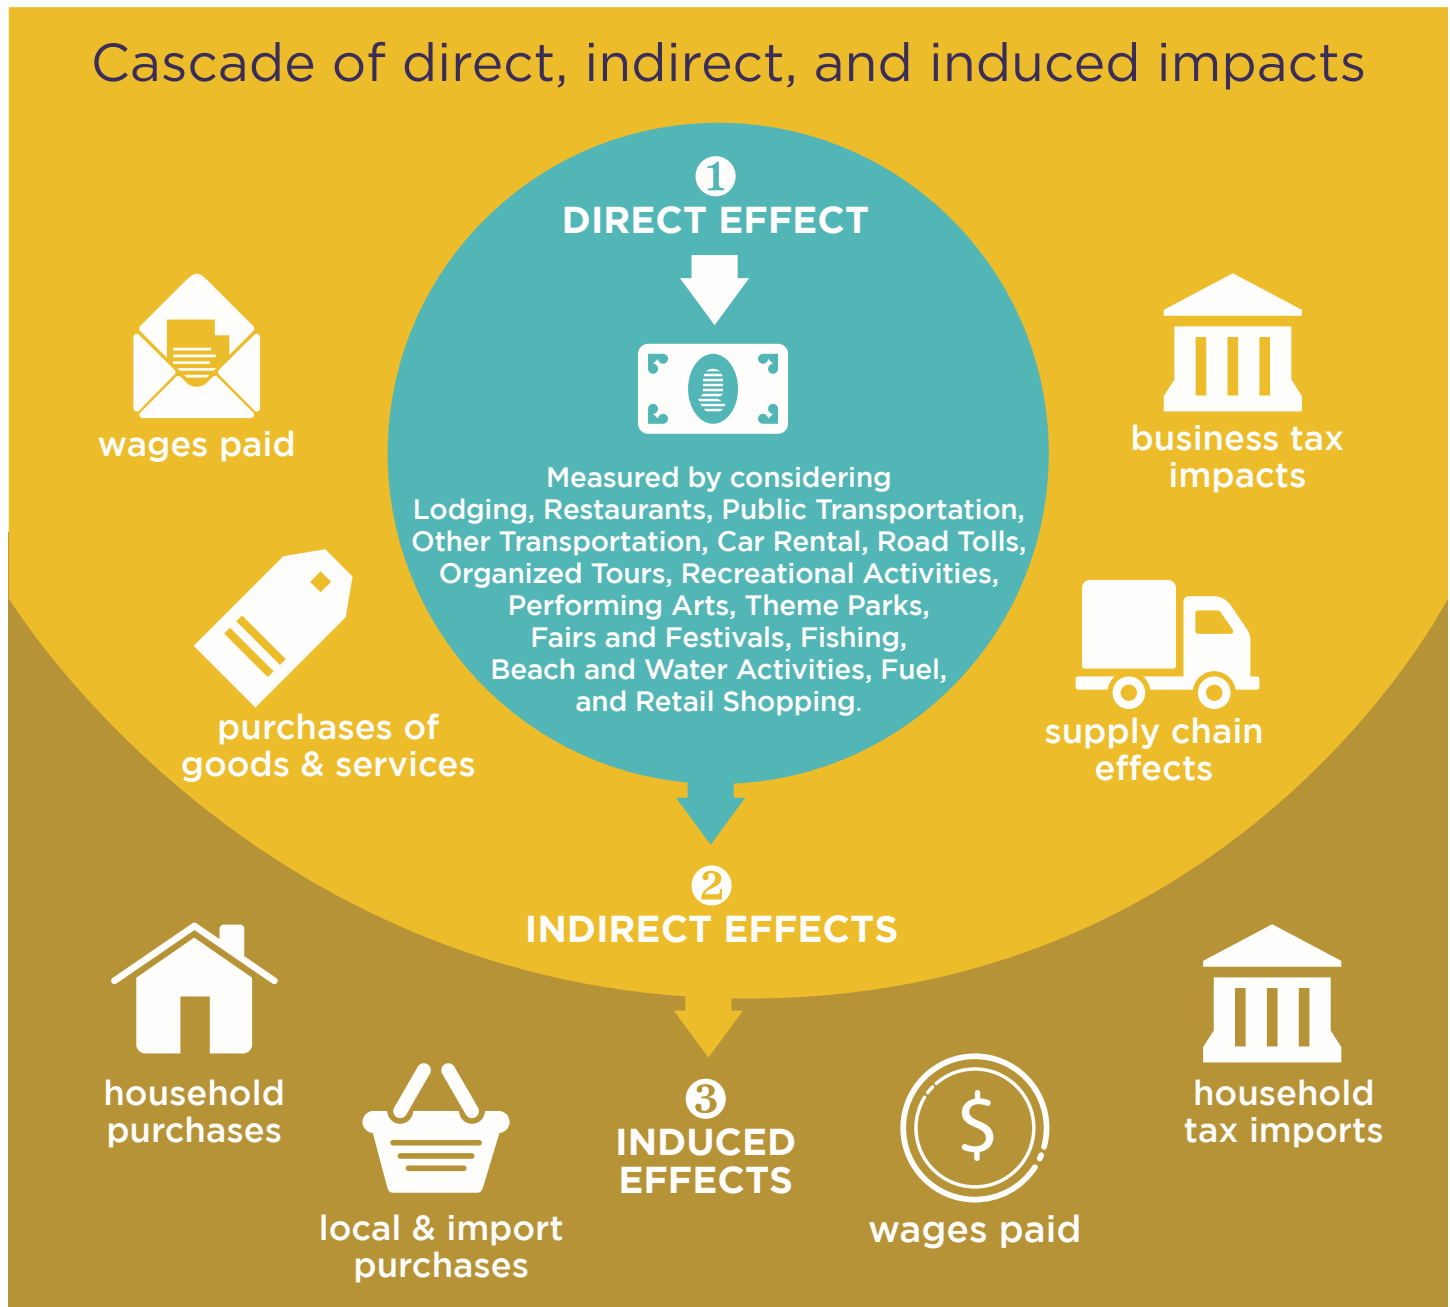 Cascade of direct, indirect, and induced impacts
1
DIRECT EFFECT
Measured by considering
Lodging, Restaurants, Public Transportation,
Other Transportation, Car Rental, Road Tolls,
Organized Tours, Recreational Activities,
Performing Arts, Theme Parks,
Fairs and Festivals, Fishing,
Beach and Water Activities, Fuel,
and Retail Shopping.
wages paid
business tax
impacts
purchases of
goods & services
supply chain
effects
2
INDIRECT EFFECTS
household
purchases
local & import
purchases
3
INDUCED
EFFECTS
$
wages paid
household
tax imports